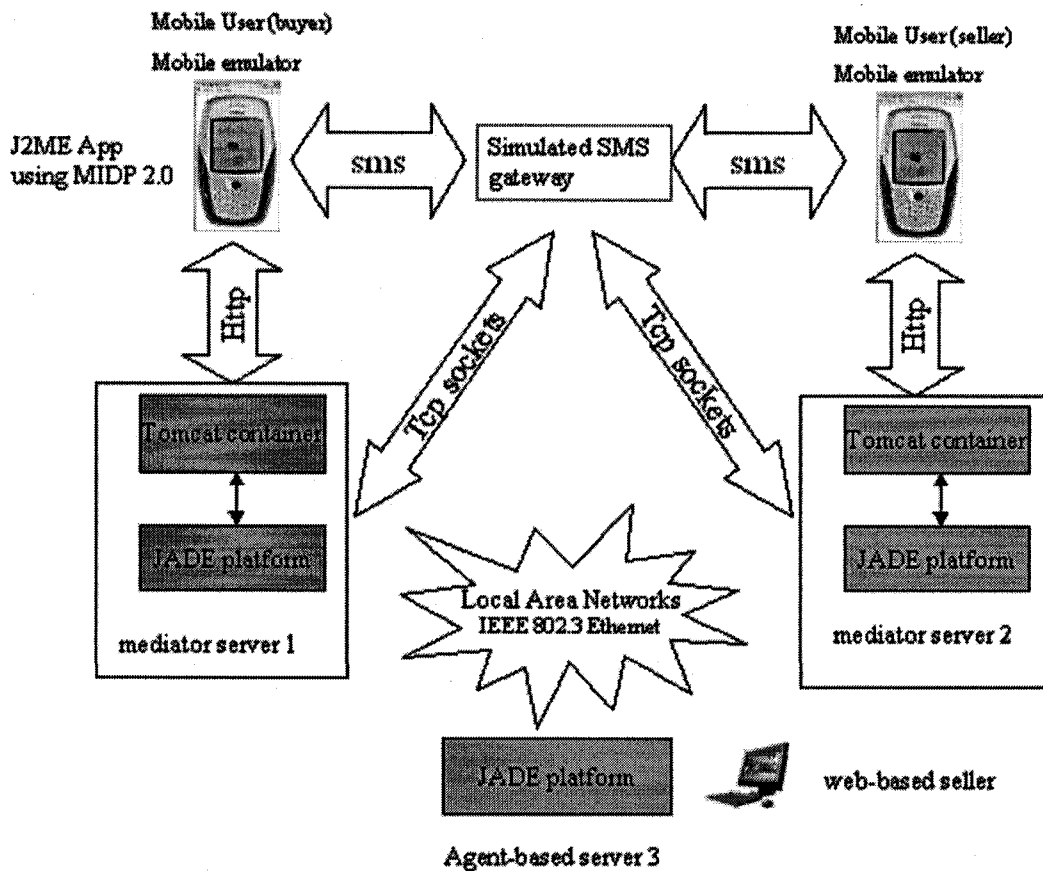 Mobile User(buyer)
Mobile emulator
Mobile User(seller)
Mobile emulator
J2ME App
using MIDP 2.0
sms
Simulated SMS
gateway
sms
Http
Tcp sockets
Tcp sockets
Http
Tomcat container
JADE platform
mediator server 1
Tomcat container
JADE platform
mediator server 2
Local Area Networks
IEEE 802.3 Ethernet
JADE platform
web-based seller
Agent-based server 3